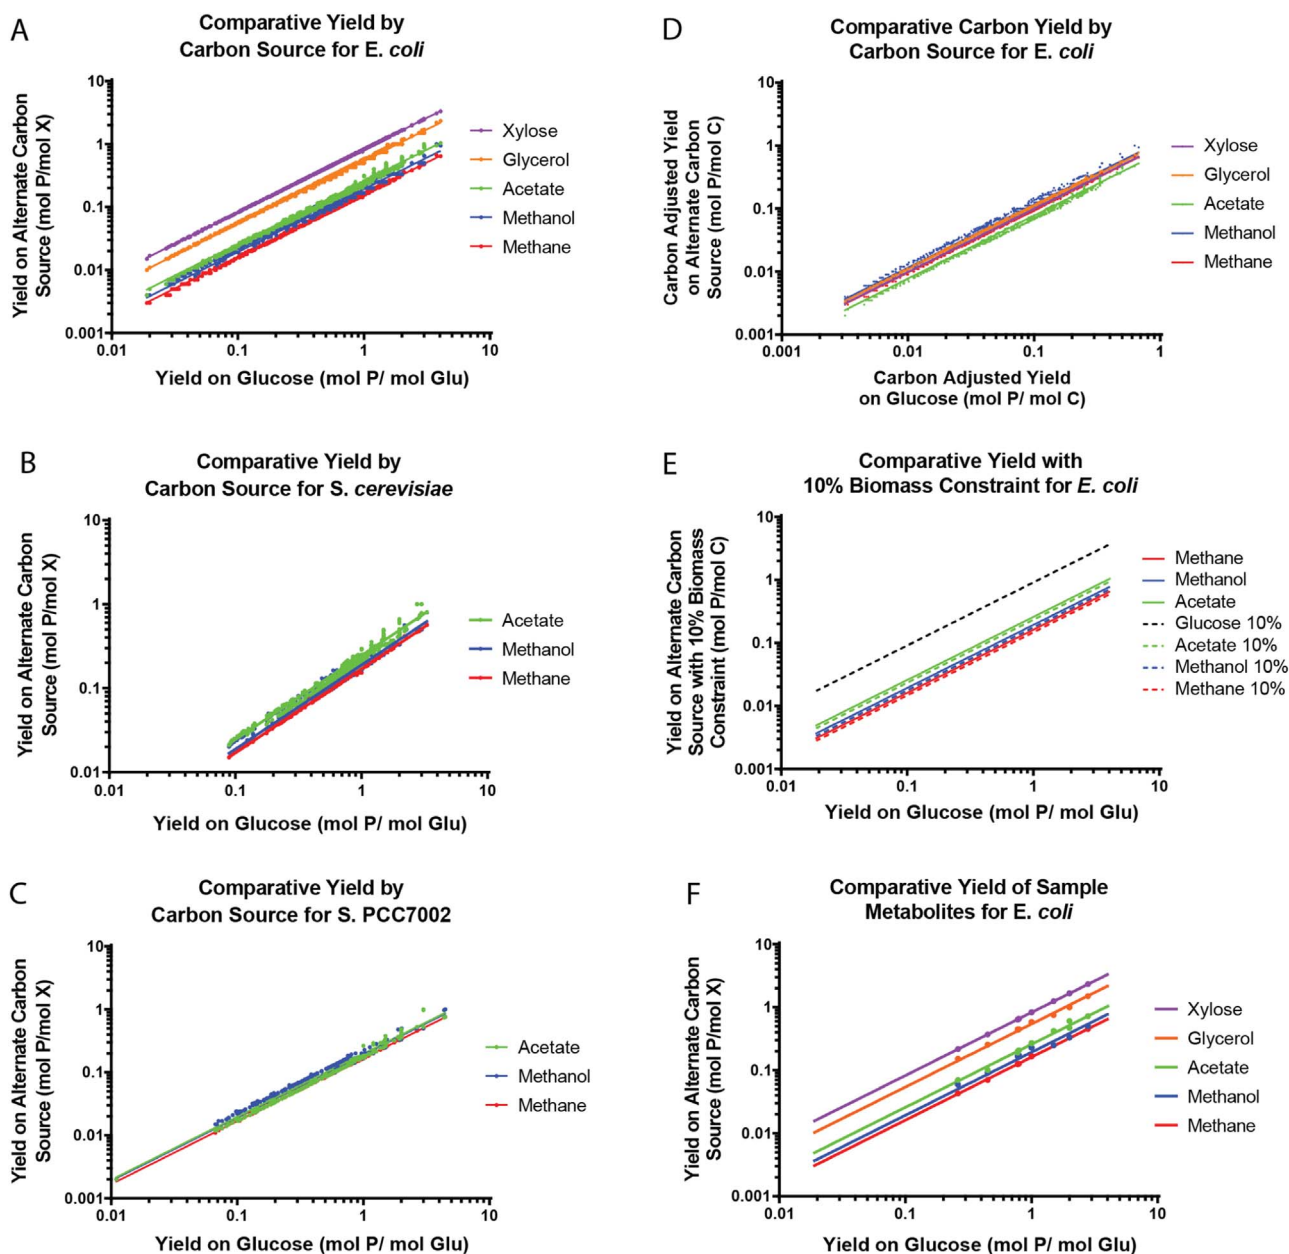 A
Comparative Yield by
Carbon Source for E. coli
Yield on Alternate Carbon
Source (mol P/mol X)
10
1
0.1
0.01
0.001
0.01
0.1
1
10
Yield on Glucose (mol P/ mol Glu)
Xylose
Glycerol
Acetate
Methanol
Methane
B
Comparative Yield by
Carbon Source for S. cerevisiae
Yield on Alternate Carbon
Source (mol P/mol X)
10
1
0.1
0.01
0.01
0.1
1
10
Yield on Glucose (mol P/ mol Glu)
Acetate
Methanol
Methane
C
Comparative Yield by
Carbon Source for S. PCC7002
Yield on Alternate Carbon
Source (mol P/mol X)
10
1
0.1
0.01
0.001
0.01
0.1
1
10
Yield on Glucose (mol P/ mol Glu)
Acetate
Methanol
Methane
D
Comparative Carbon Yield by
Carbon Source for E. coli
Carbon Adjusted Yield
on Alternate Carbon
Source (mol P/mol C)
10
1
0.1
0.01
0.001
0.001
0.01
0.1
1
Carbon Adjusted Yield
on Glucose (mol P/ mol C)
Xylose
Glycerol
Acetate
Methanol
Methane
E
Comparative Yield with
10% Biomass Constraint for E. coli
Yield on Alternate Carbon
Source with 10% Biomass
Constraint (mol P/mol C)
10
1
0.1
0.01
0.001
0.01
0.1
1
10
Yield on Glucose (mol P/ mol Glu)
Methane
Methanol
Acetate
Glucose 10%
Acetate 10%
Methanol 10%
Methane 10%
F
Comparative Yield of Sample
Metabolites for E. coli
Yield on Alternate Carbon
Source (mol P/mol X)
10
1
0.1
0.01
0.001
0.01
0.1
1
10
Yield on Glucose (mol P/ mol Glu)
Xylose
Glycerol
Acetate
Methanol
Methane